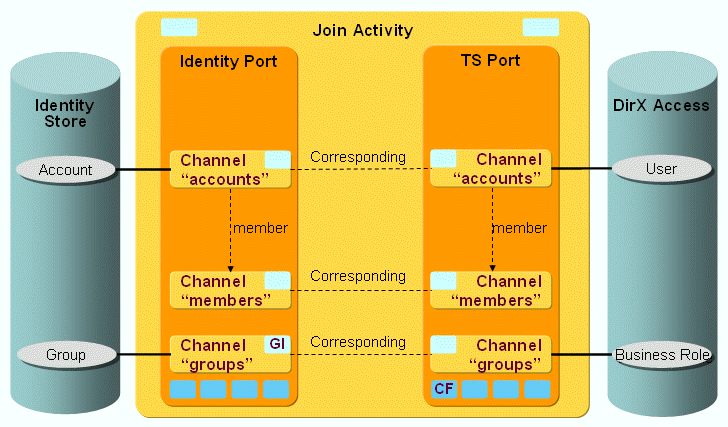 Join Activity
Identity Port
TS Port
Identity
Store
DirX Access
Channel
“accounts”
Corresponding
Channel
“accounts”
Account
User
member
member
Channel
“members”
Corresponding
Channel
“members”
Group
Channel
“groups”
GI
Corresponding
Channel
“groups”
Business Role
CF